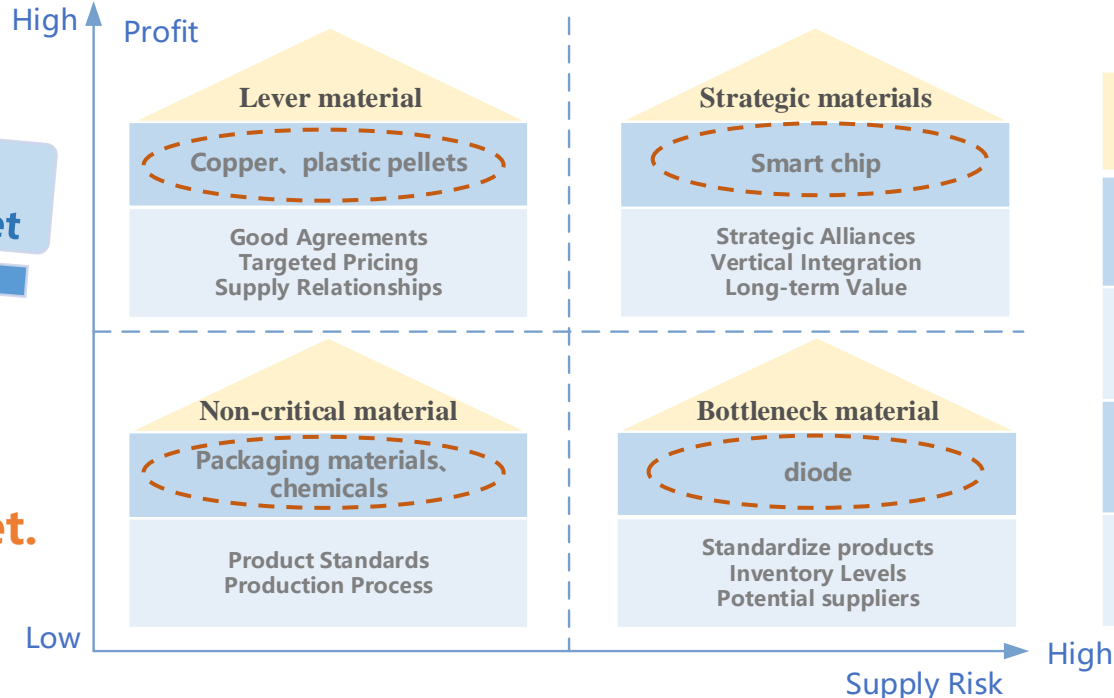 High
Profit
Lever material
Copper、plastic pellets
Good Agreements
Targeted Pricing
Supply Relationships
Strategic materials
Smart chip
Strategic Alliances
Vertical Integration
Long-term Value
Non-critical material
Packaging materials、
chemicals
Product Standards
Production Process
Bottleneck material
diode
Standardize products
Inventory Levels
Potential suppliers
Low
High
Supply Risk